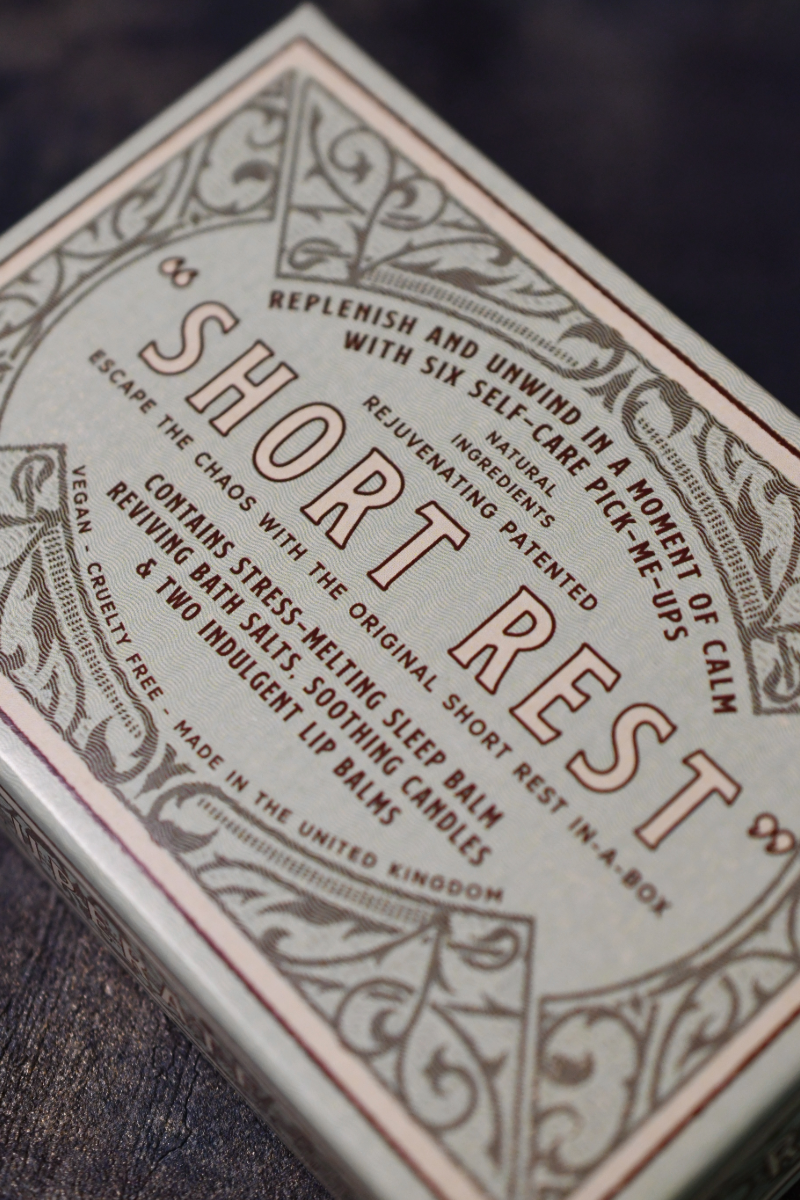 REPLENISH AND UNWIND IN A MOMENT OF CALM
WITH SIX SELF-CARE PICK-ME-UPS
NATURAL
INGREDIENTS
REJUVENATING PATENTED
“SHORT REST”
ESCAPE THE CHAOS WITH THE ORIGINAL SHORT REST IN-A-BOX
CONTAINS STRESS-MELTING SLEEP BALM
REVIVING BATH SALTS, SOOTHING CANDLES
& TWO INDULGENT LIP BALMS
VEGAN - CRUELTY FREE - MADE IN THE UNITED KINGDOM